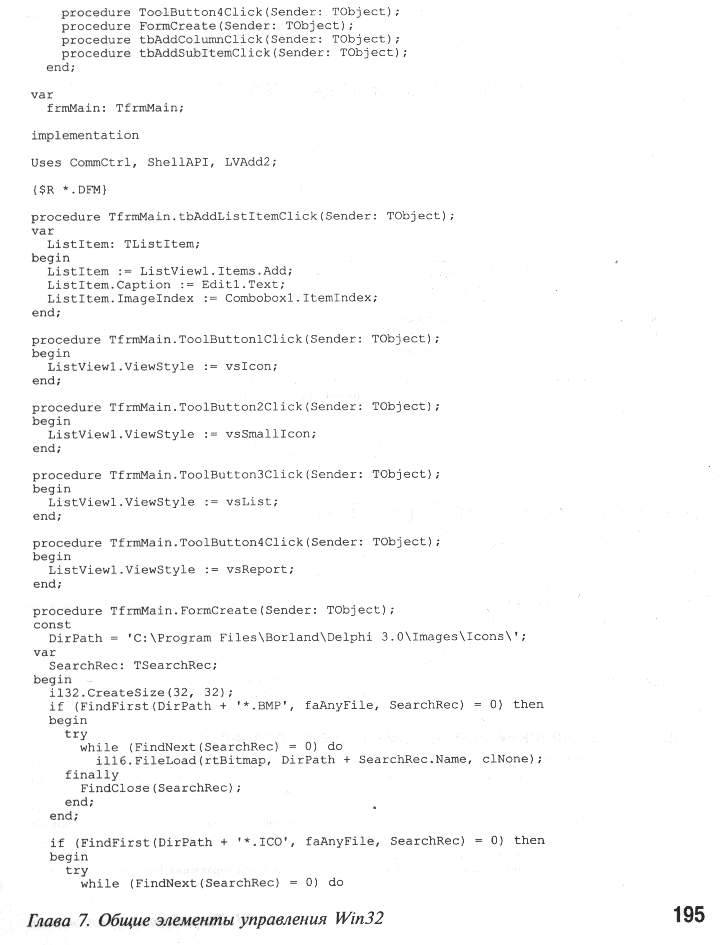 procedure ToolButton4Click(Sender: TObject);
procedure FormCreate(Sender: TObject);
procedure tbAddColumnClick(Sender: TObject);
procedure tbAddSubItemClick(Sender: TObject);
end;
var
frmMain: TfrmMain;
implementation
Uses CommCtrl, ShellAPI, LVAdd2;
{$R *.DFM}
procedure TfrmMain.tbAddListItemClick(Sender: TObject);
var
ListItem: TListItem;
begin
ListItem := ListView1.Items.Add;
ListItem.Caption := Edit1.Text;
ListItem.ImageIndex := Combobox1.ItemIndex;
end;
procedure TfrmMain.ToolButton1Click(Sender: TObject);
begin
ListView1.ViewStyle := vsIcon;
end;
procedure TfrmMain.ToolButton2Click(Sender: TObject);
begin
ListView1.ViewStyle := vsSmallIcon;
end;
procedure TfrmMain.ToolButton3Click(Sender: TObject);
begin
ListView1.ViewStyle := vsList;
end;
procedure TfrmMain.ToolButton4Click(Sender: TObject);
begin
ListView1.ViewStyle := vsReport;
end;
procedure TfrmMain.FormCreate(Sender: TObject);
const
DirPath = 'C:\Program Files\Borland\Delphi 3.0\Images\Icons\';
var
SearchRec: TSearchRec;
begin
il32.CreateSize(32, 32);
if (FindFirst(DirPath + '*.BMP', faAnyFile, SearchRec) = 0) then
begin
try
while (FindNext(SearchRec) = 0) do
il16.FileLoad(rtBitmap, DirPath + SearchRec.Name, clNone);
finally
FindClose(SearchRec);
end;
end;
if (FindFirst(DirPath + '*.ICO', faAnyFile, SearchRec) = 0) then
begin
try
while (FindNext(SearchRec) = 0) do
Глава 7. Общие элементы управления Win32
195